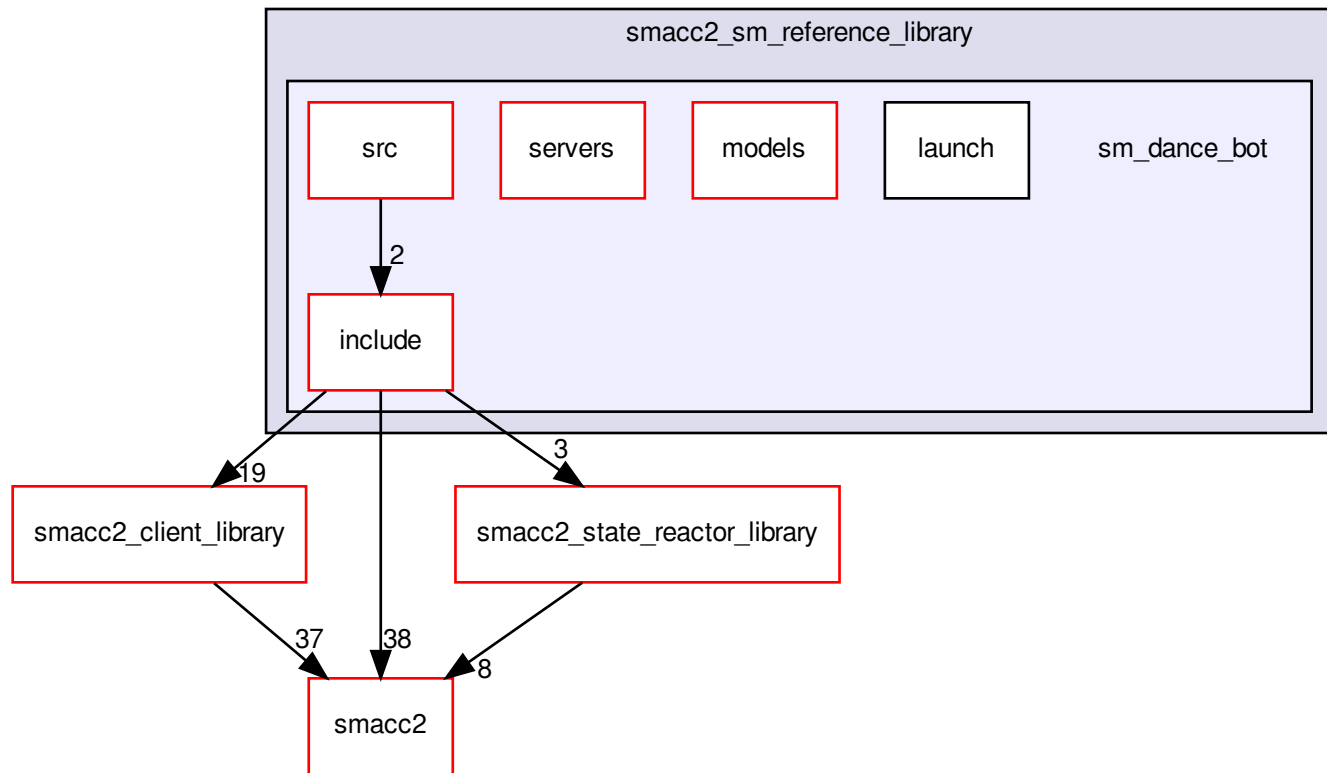 smacc2_sm_reference_library
src
servers
models
launch
sm_dance_bot
2
include
19
3
smacc2_client_library
smacc2_state_reactor_library
37
38
8
smacc2